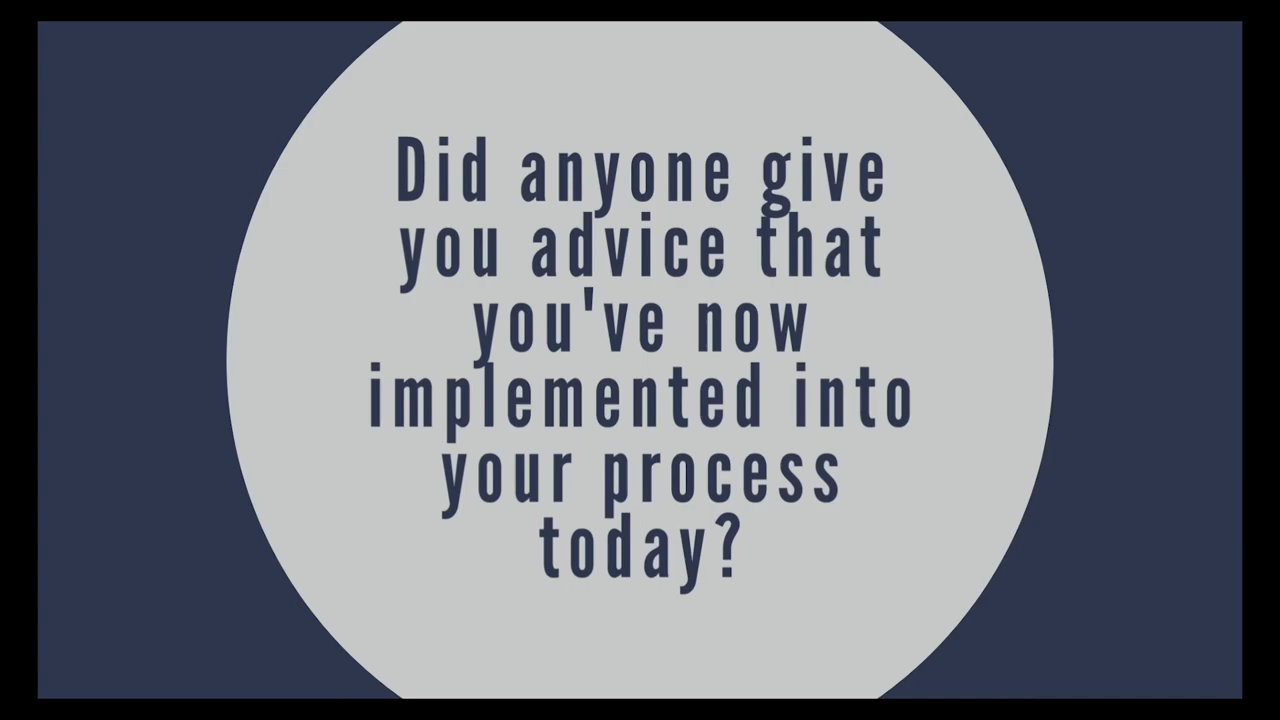 Did anyone give
you advice that
you've now
implemented into
your process
today?